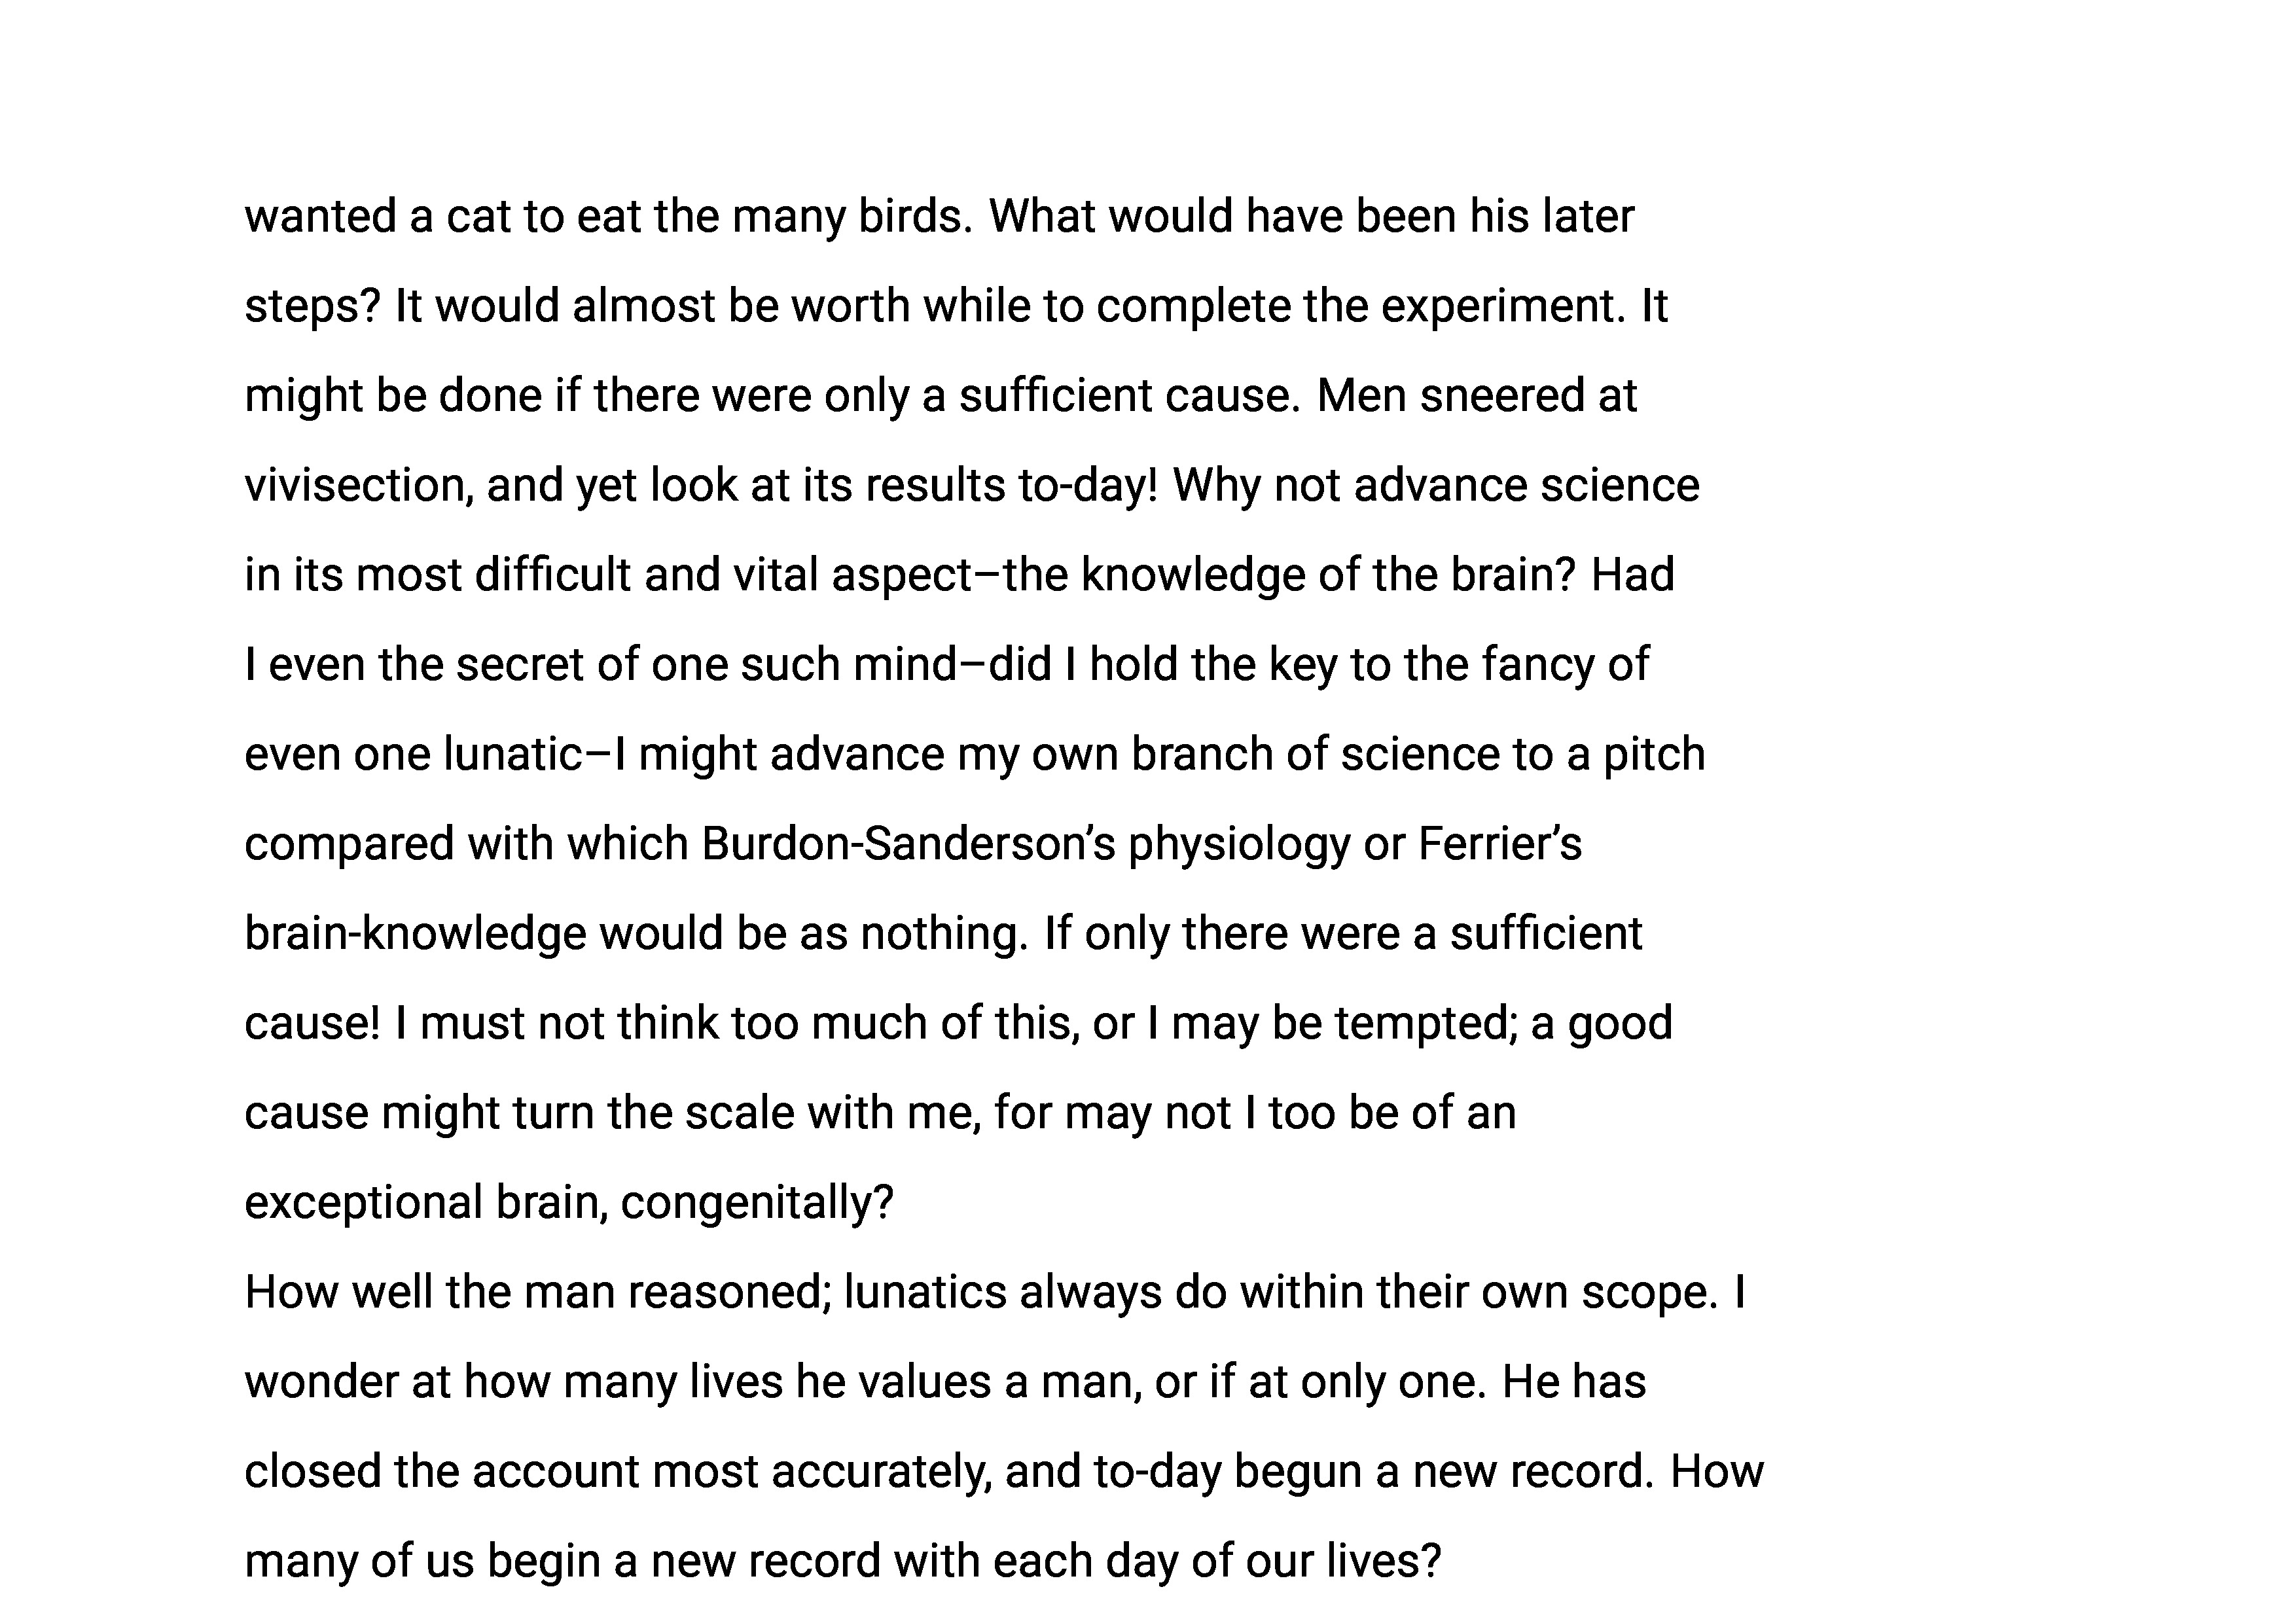 wanted a cat to eat the many birds. What would have been his later
steps? It would almost be worth while to complete the experiment. It
might be done if there were only a sufficient cause. Men sneered at
vivisection, and yet look at its results to-day! Why not advance science
in its most difficult and vital aspect–the knowledge of the brain? Had
I even the secret of one such mind–did I hold the key to the fancy of
even one lunatic–I might advance my own branch of science to a pitch
compared with which Burdon-Sanderson’s physiology or Ferrier’s
brain-knowledge would be as nothing. If only there were a sufficient
cause! I must not think too much of this, or I may be tempted; a good
cause might turn the scale with me, for may not I too be of an
exceptional brain, congenitally?
How well the man reasoned; lunatics always do within their own scope. I
wonder at how many lives he values a man, or if at only one. He has
closed the account most accurately, and to-day begun a new record. How
many of us begin a new record with each day of our lives?